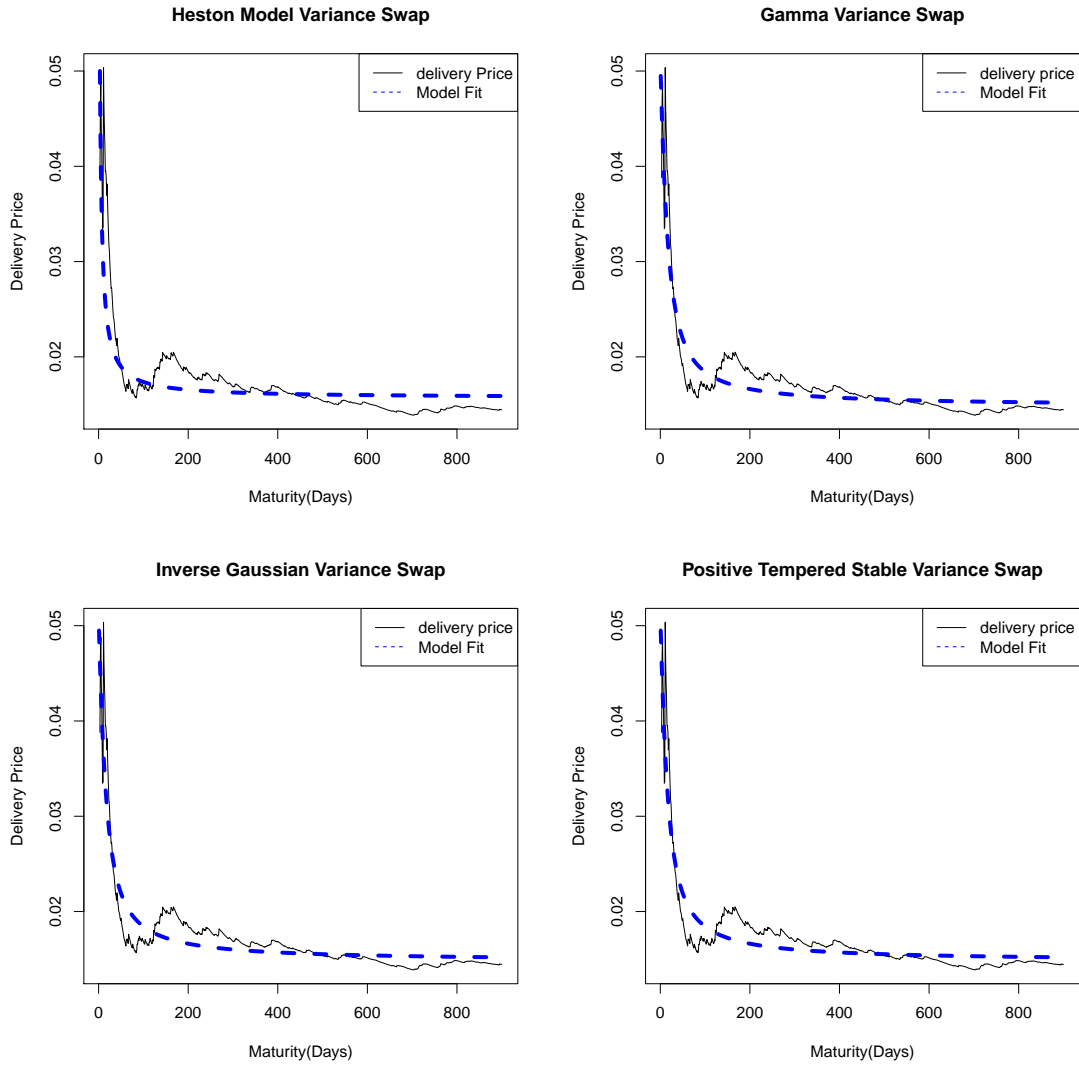 Heston Model Variance Swap
delivery Price
Model Fit
0.05
0.04
0.03
0.02
Delivery Price
0 200 400 600 800
Maturity(Days)
Gamma Variance Swap
delivery price
Model Fit
0.05
0.04
0.03
0.02
Delivery Price
0 200 400 600 800
Maturity(Days)
Inverse Gaussian Variance Swap
delivery price
Model Fit
0.05
0.04
0.03
0.02
Delivery Price
0 200 400 600 800
Maturity(Days)
Positive Tempered Stable Variance Swap
delivery price
Model Fit
0.05
0.04
0.03
0.02
Delivery Price
0 200 400 600 800
Maturity(Days)